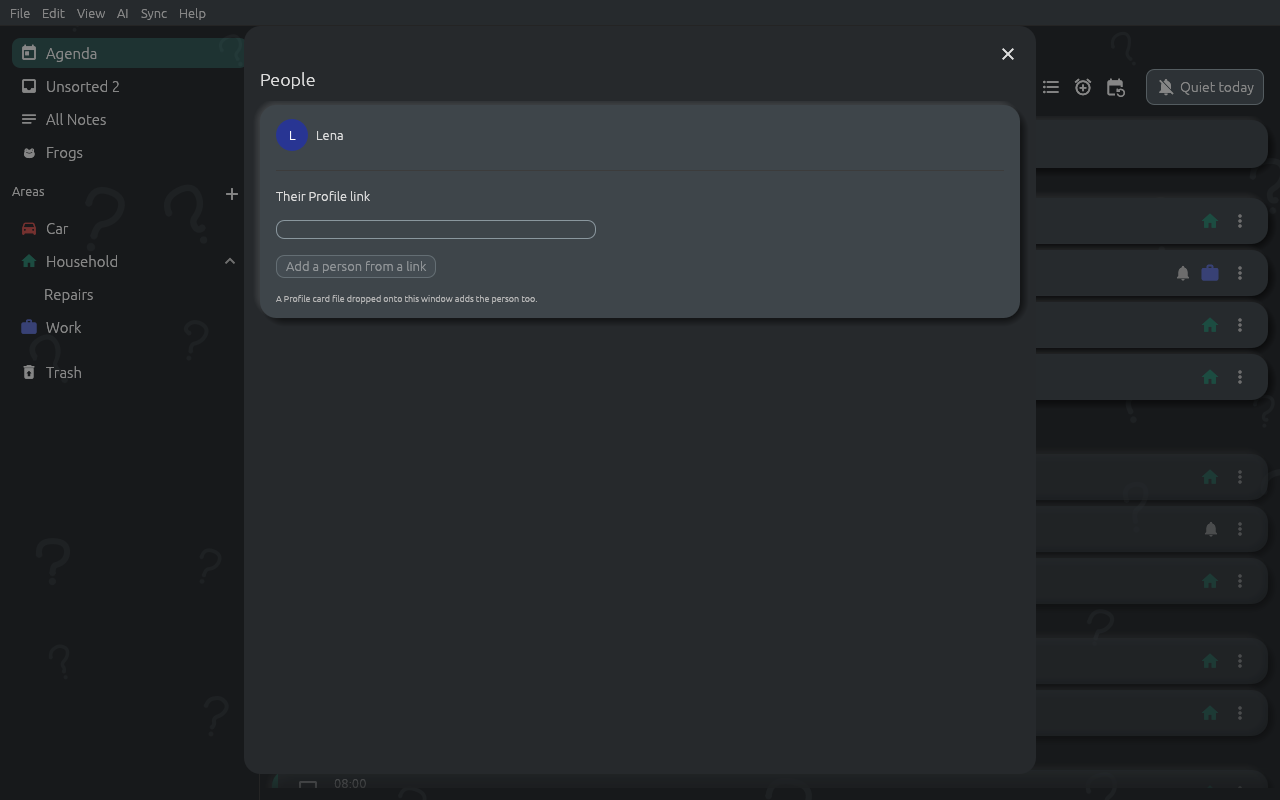 File Edit View AI Sync Help
Agenda
Unsorted 2
All Notes
Frogs
Areas
Car
Household
Repairs
Work
Trash
People
L Lena
Their Profile link
Add a person from a link
A Profile card file dropped onto this window adds the person too.
Quiet today
08:00